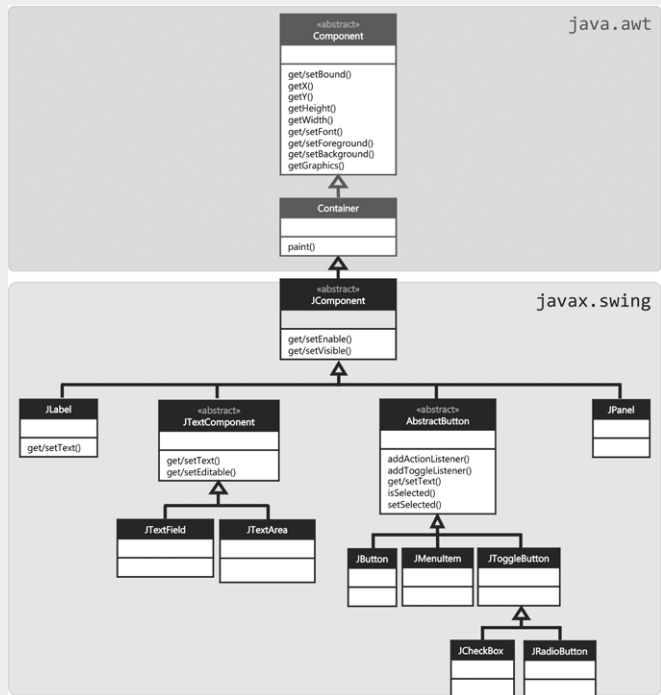 java.awt
«abstract»
Component
get/setBound()
getX()
getY()
getHeight()
getWidth()
get/setFont()
get/setForeground()
get/setBackground()
getGraphics()
Container
paint()
javax.swing
«abstract»
JComponent
get/setEnable()
get/setVisible()
JLabel
get/setText()
«abstract»
JTextComponent
get/setText()
get/setEditable()
«abstract»
AbstractButton
addActionListener()
addToggleListener()
get/setText()
isSelected()
setSelected()
JPanel
JTextField
JTextArea
JButton
JMenuItem
JToggleButton
JCheckBox
JRadioButton